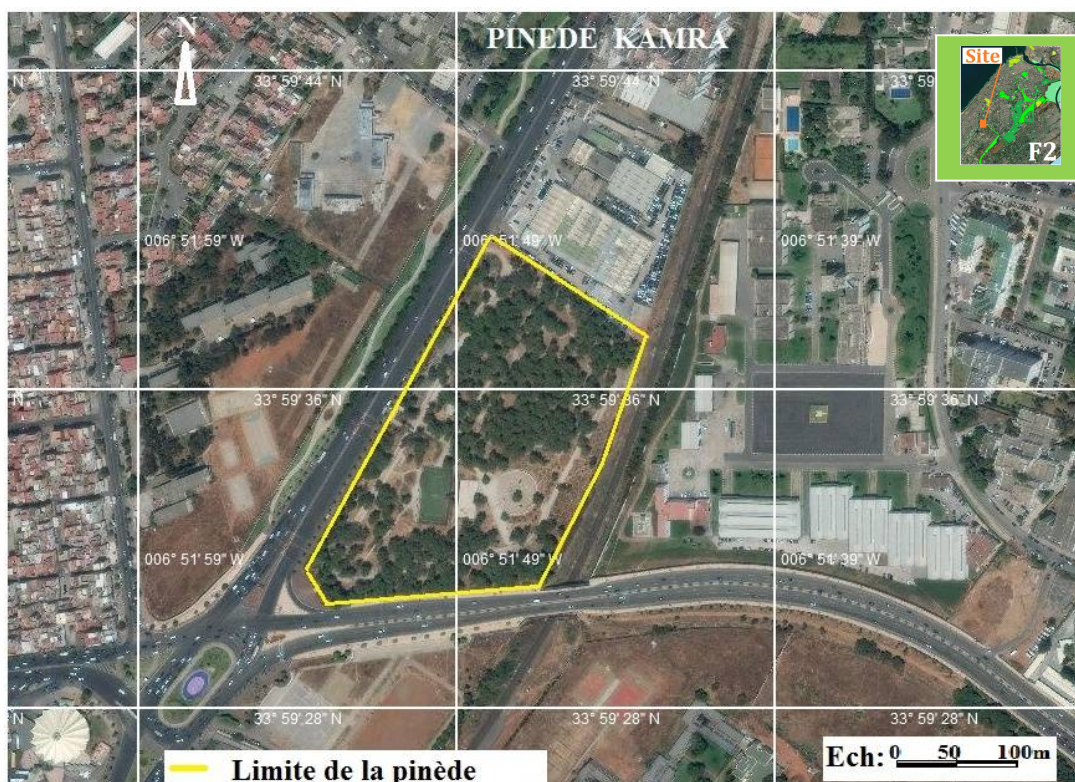 PINEDE KAMRA
N
Site
F2
N
33° 59' 44" N
33° 59' 44" N
33° 59'
006° 51' 59" W
006° 51' 49" W
006° 51' 39" W
N
33° 59' 36" N
33° 59' 36" N
33° 59' 36" N
006° 51' 59" W
006° 51' 49" W
006° 51' 39" W
N
33° 59' 28" N
33° 59' 28" N
33° 59' 28" N
Limite de la pinède
Ech: 0 50 100m